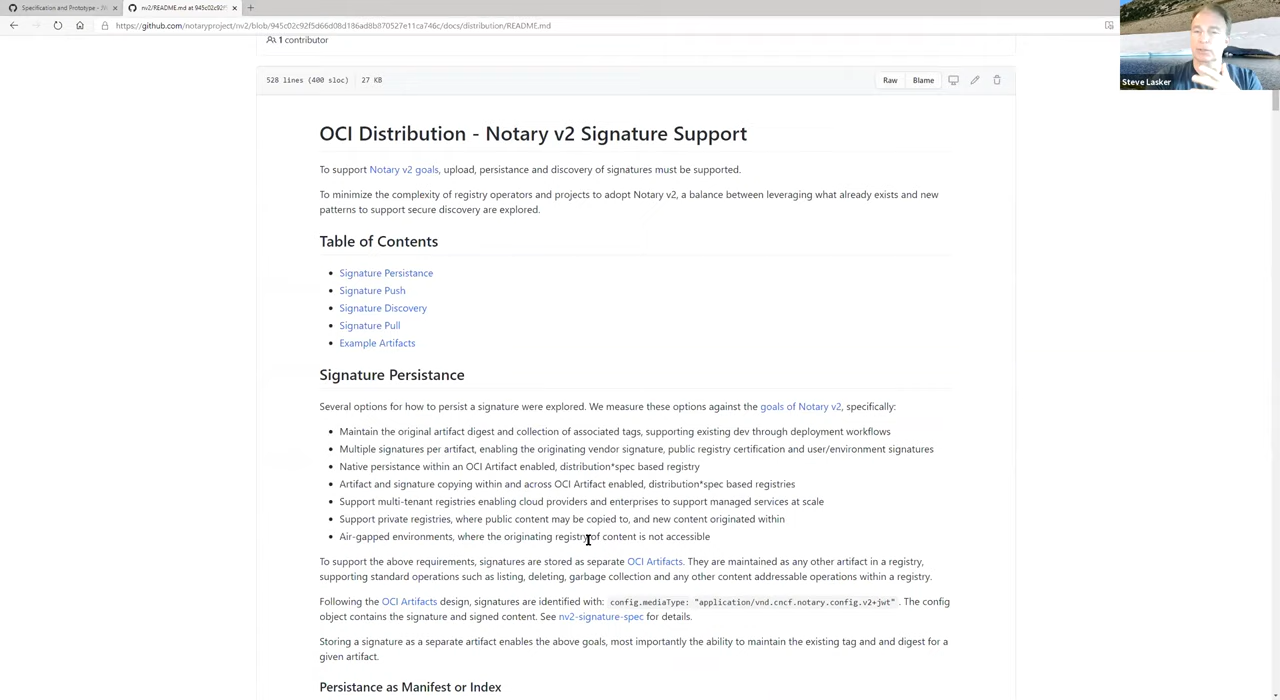 Specification and Prototype - N
nv2/README.md at 945c02c92f
https://github.com/notaryproject/nv2/blob/945c02c92f5d66d08d186ad8b870527e11ca746c/docs/distribution/README.md
1 contributor
528 lines (400 sloc) 27 KB
Raw Blame
Steve Lasker
OCI Distribution - Notary v2 Signature Support
To support Notary v2 goals, upload, persistance and discovery of signatures must be supported.
To minimize the complexity of registry operators and projects to adopt Notary v2, a balance between leveraging what already exists and new
patterns to support secure discovery are explored.
Table of Contents
Signature Persistance
Signature Push
Signature Discovery
Signature Pull
Example Artifacts
Signature Persistance
Several options for how to persist a signature were explored. We measure these options against the goals of Notary v2, specifically:
Maintain the original artifact digest and collection of associated tags, supporting existing dev through deployment workflows
Multiple signatures per artifact, enabling the originating vendor signature, public registry certification and user/environment signatures
Native persistance within an OCI Artifact enabled, distribution*spec based registry
Artifact and signature copying within and across OCI Artifact enabled, distribution*spec based registries
Support multi-tenant registries enabling cloud providers and enterprises to support managed services at scale
Support private registries, where public content may be copied to, and new content originated within
Air-gapped environments, where the originating registry of content is not accessible
To support the above requirements, signatures are stored as separate OCI Artifacts. They are maintained as any other artifact in a registry,
supporting standard operations such as listing, deleting, garbage collection and any other content addressable operations within a registry.
Following the OCI Artifacts design, signatures are identified with: config.mediaType: "application/vnd.cncf.notary.config.v2+jwt". The config
object contains the signature and signed content. See nv2-signature-spec for details.
Storing a signature as a separate artifact enables the above goals, most importantly the ability to maintain the existing tag and and digest for a
given artifact.
Persistance as Manifest or Index